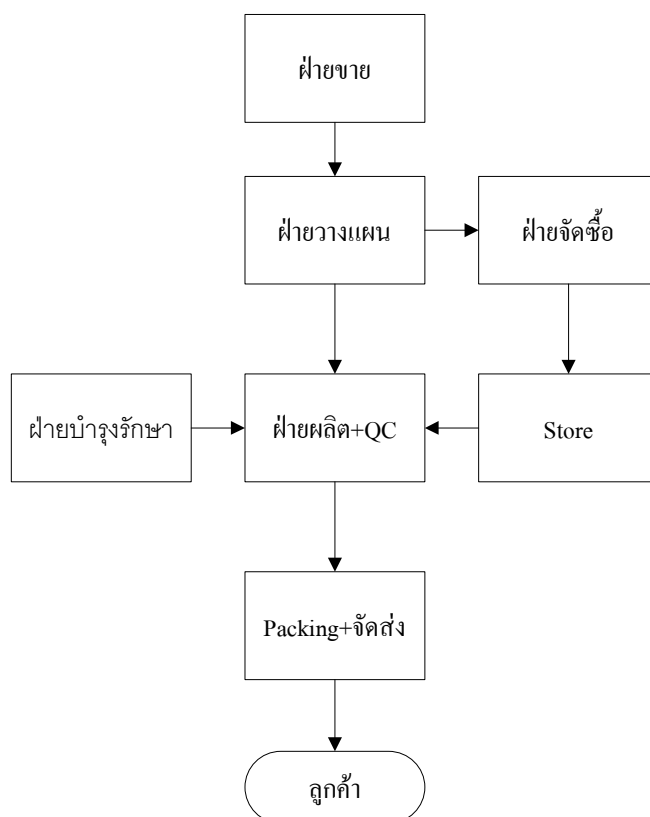 ฝ่ายขาย
ฝ่ายวางแผน
ฝ่ายจัดซื้อ
ฝ่ายบำรุงรักษา
ฝ่ายผลิต+QC
Store
Packing+จัดส่ง
ลูกค้า